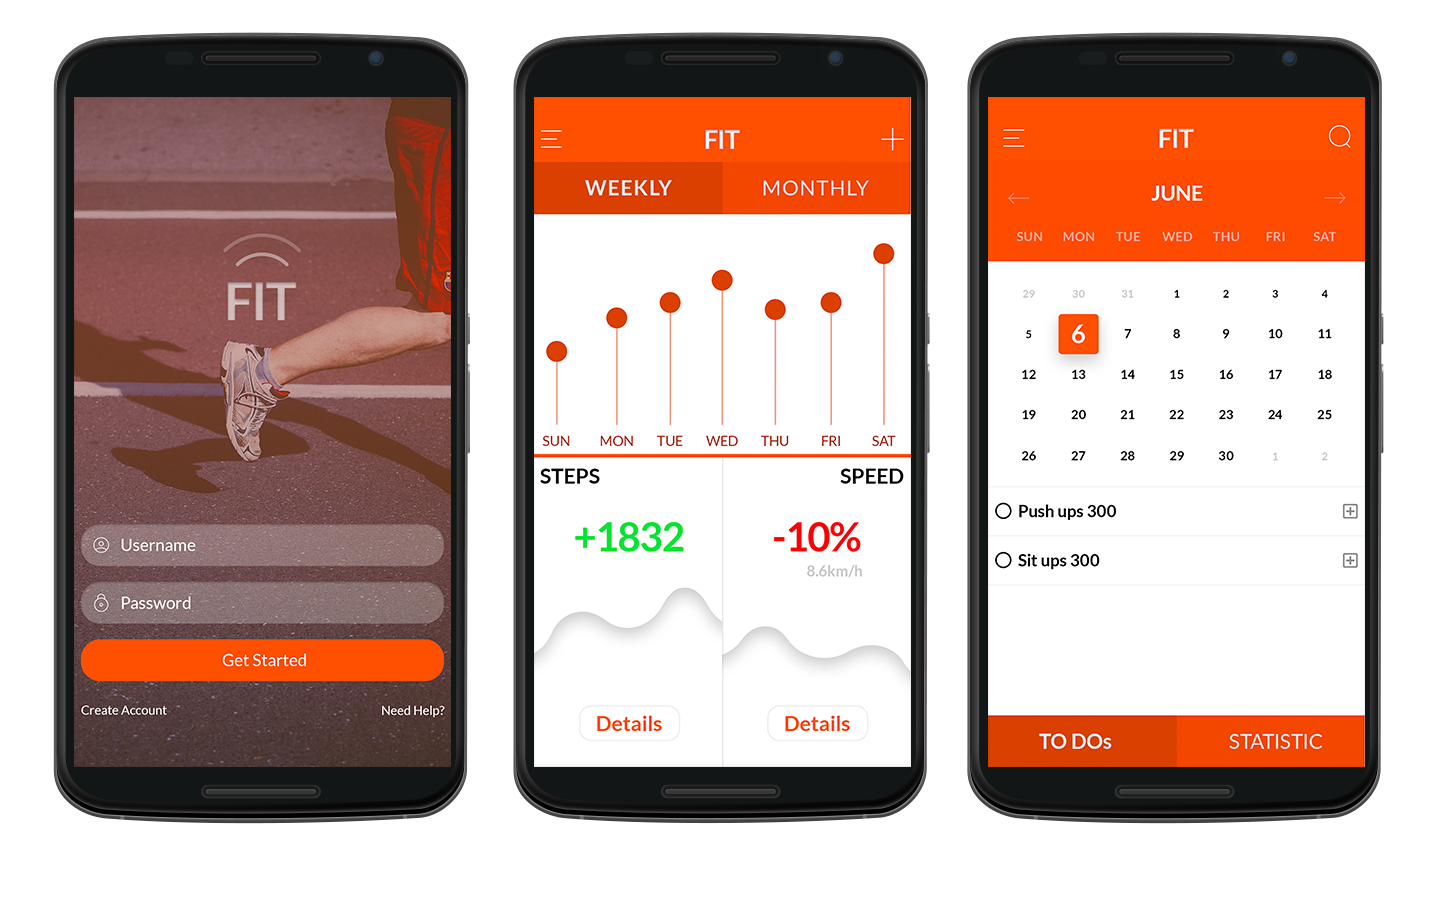 FIT
Username
Password
Get Started
Create Account Need Help?
FIT
WEEKLY MONTHLY
SUN MON TUE WED THU FRI SAT
STEPS SPEED
+1832 -10%
8.6km/h
Details Details
FIT
JUNE
SUN MON TUE WED THU FRI SAT
29 30 31 1 2 3 4
5 6 7 8 9 10 11
12 13 14 15 16 17 18
19 20 21 22 23 24 25
26 27 28 29 30 1 2
Push ups 300
Sit ups 300
TO DOs STATISTIC